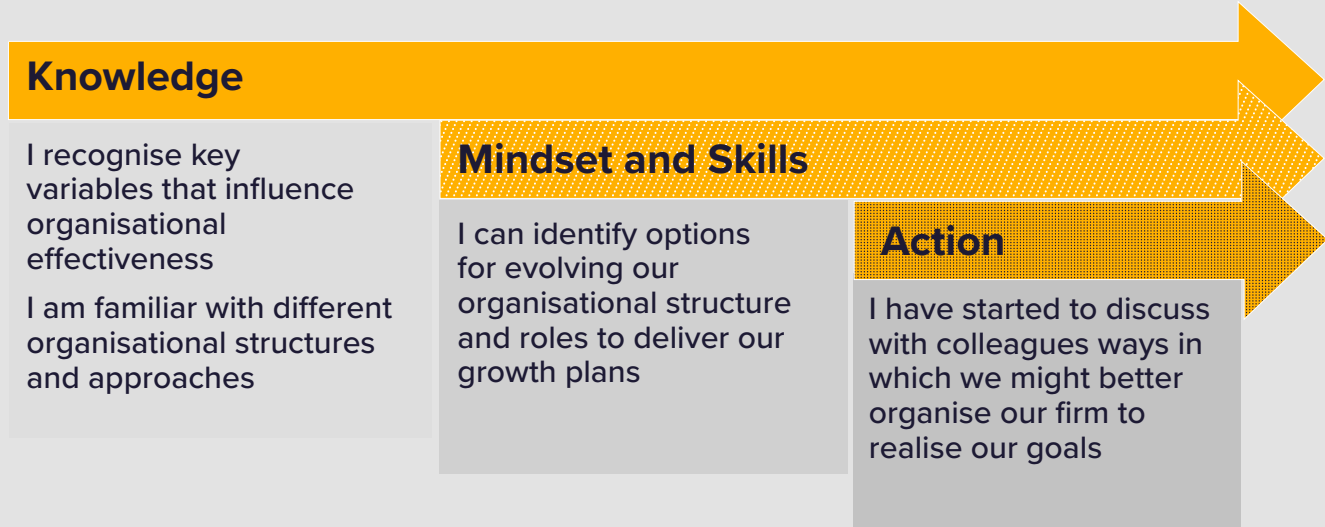 Knowledge
I recognise key
variables that influence
organisational
effectiveness
I am familiar with different
organisational structures
and approaches
Mindset and Skills
I can identify options
for evolving our
organisational structure
and roles to deliver our
growth plans
Action
I have started to discuss
with colleagues ways in
which we might better
organise our firm to
realise our goals